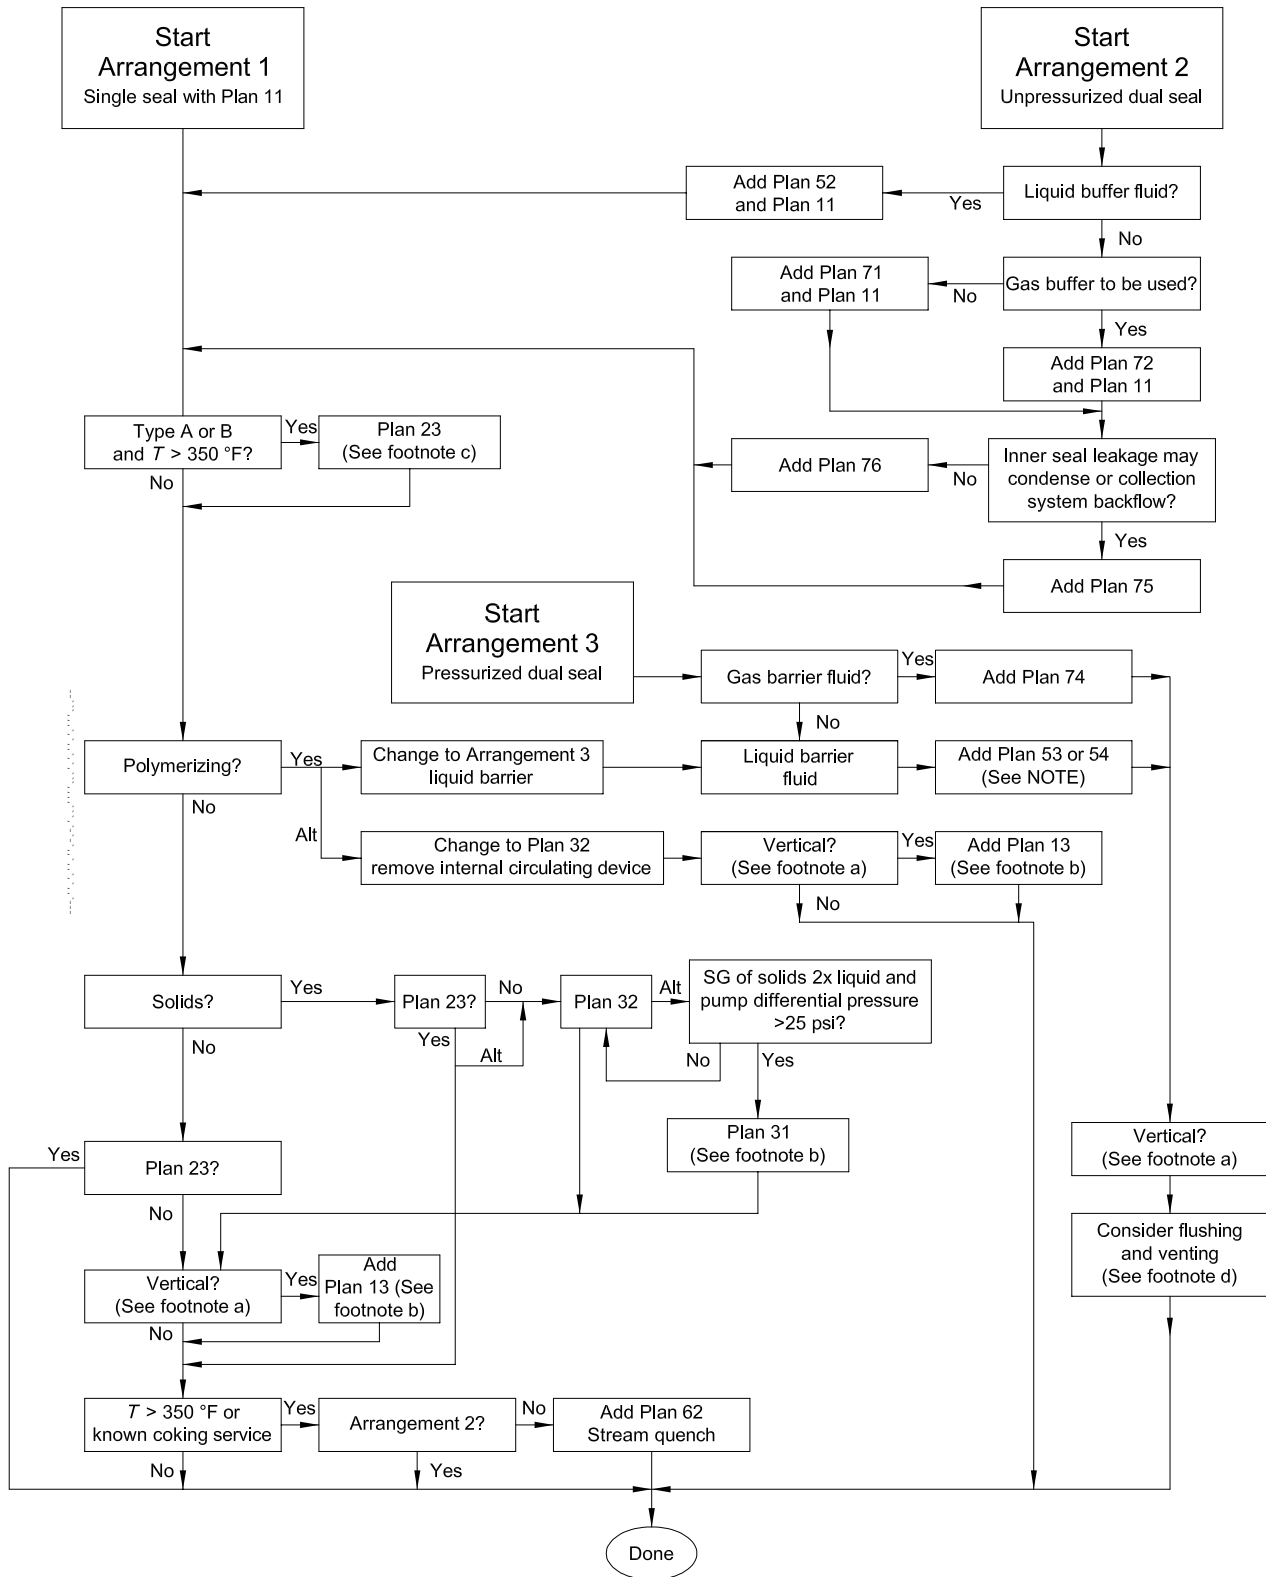 Start
Arrangement 1
Single seal with Plan 11
Start
Arrangement 2
Unpressurized dual seal
Add Plan 52
and Plan 11
Yes
Liquid buffer fluid?
No
Add Plan 71
and Plan 11
No
Gas buffer to be used?
Yes
Add Plan 72
and Plan 11
Type A or B
and T > 350 °F?
Yes
Plan 23
(See footnote c)
No
Add Plan 76
No
Inner seal leakage may
condense or collection
system backflow?
Yes
Add Plan 75
Start
Arrangement 3
Pressurized dual seal
Gas barrier fluid?
Yes
Add Plan 74
No
Polymerizing?
Yes
Change to Arrangement 3
liquid barrier
Liquid barrier
fluid
Add Plan 53 or 54
(See NOTE)
No
Alt
Change to Plan 32
remove internal circulating device
Vertical?
(See footnote a)
Yes
Add Plan 13
(See footnote b)
No
Solids?
Yes
Plan 23?
No
Plan 32
Alt
SG of solids 2x liquid and
pump differential pressure
>25 psi?
No
Yes
Alt
No
Yes
Plan 31
(See footnote b)
Yes
Plan 23?
No
Vertical?
(See footnote a)
Consider flushing
and venting
(See footnote d)
Vertical?
(See footnote a)
Yes
Add
Plan 13 (See
footnote b)
No
T > 350 °F or
known coking service
Yes
Arrangement 2?
No
Add Plan 62
Stream quench
No
Yes
Done